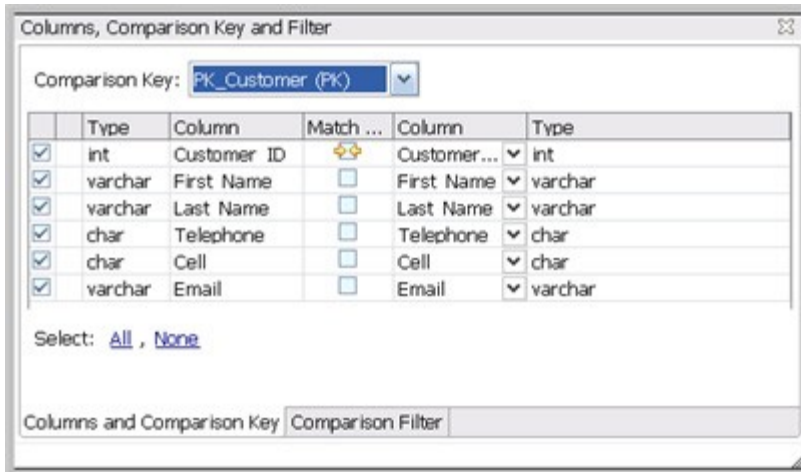 Columns, Comparison Key and Filter
Comparison Key: PK_Customer (PK)
Type Column Match ... Column Type
int Customer ID Customer... int
varchar First Name First Name varchar
varchar Last Name Last Name varchar
char Telephone Telephone char
char Cell Cell char
varchar Email Email varchar
Select: All , None
Columns and Comparison Key Comparison Filter